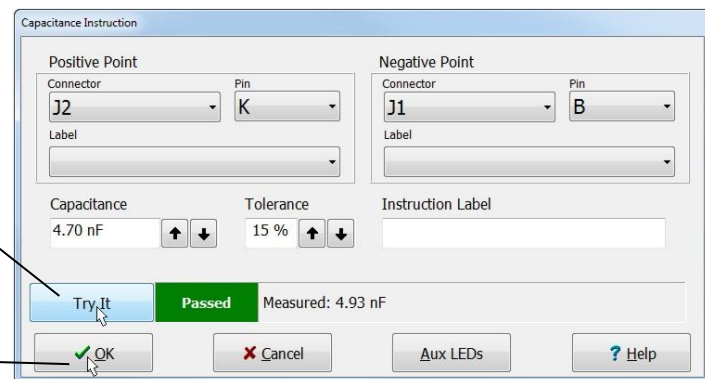 Capacitance Instruction
Positive Point Negative Point
Connector Pin Connector Pin
J2 K J1 B
Label Label
Capacitance Tolerance Instruction Label
4.70 nF 15 %
Try It Passed Measured: 4.93 nF
OK Cancel Aux LEDs ? Help